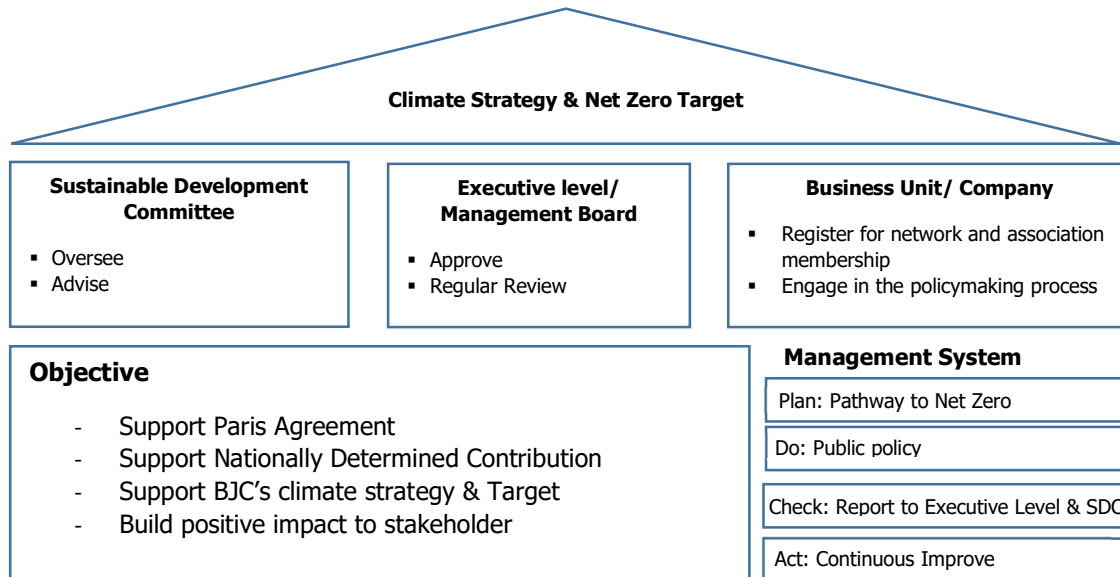 Climate Strategy & Net Zero Target
Sustainable Development
Committee
▪ Oversee
▪ Advise
Executive level/
Management Board
▪ Approve
▪ Regular Review
Business Unit/ Company
▪ Register for network and association
membership
▪ Engage in the policymaking process
Objective
- Support Paris Agreement
- Support Nationally Determined Contribution
- Support BJC’s climate strategy & Target
- Build positive impact to stakeholder
Management System
Plan: Pathway to Net Zero
Do: Public policy
Check: Report to Executive Level & SDC
Act: Continuous Improve